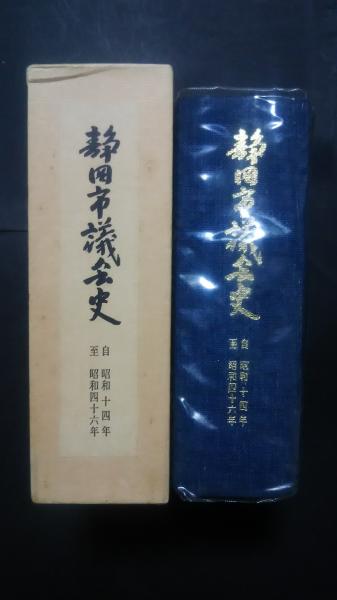 静岡市議会史
自 昭和十四年
至 昭和四十六年
静岡市議会史
自 昭和十四年
至 昭和四十六年